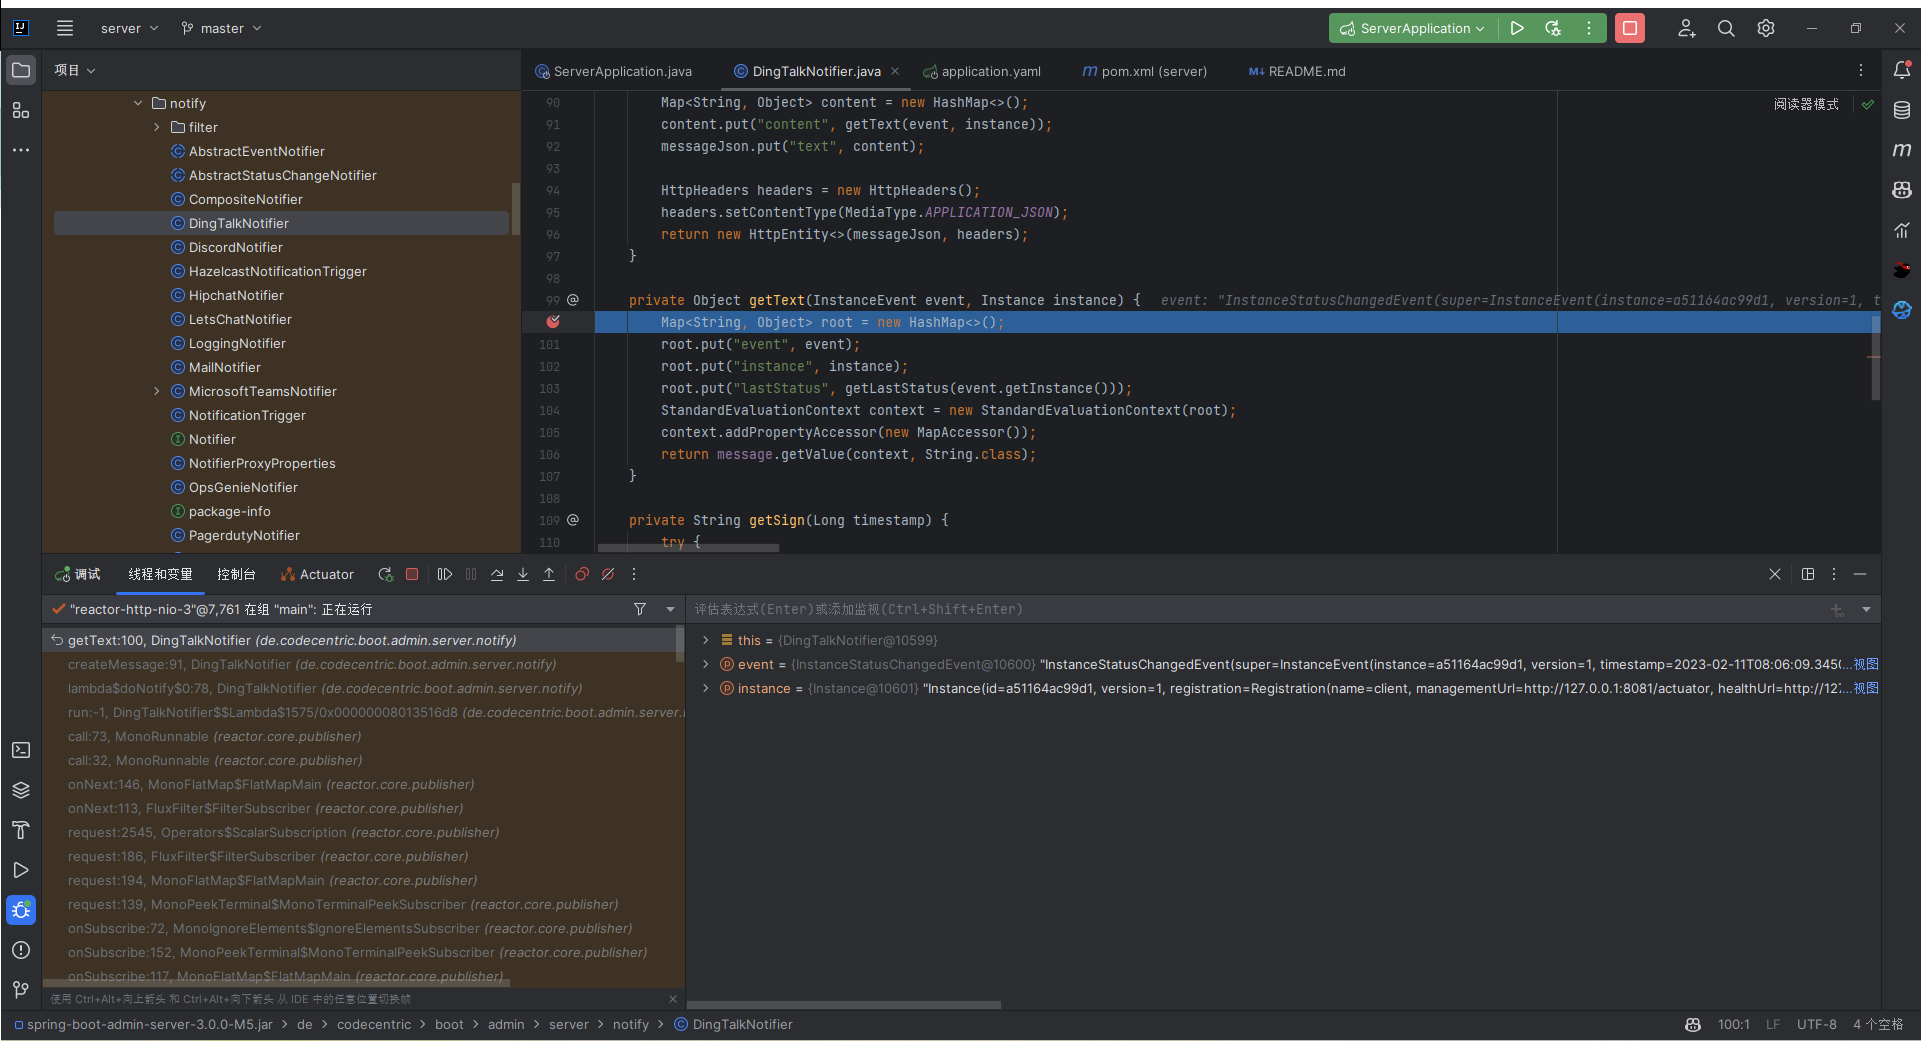 server
master
ServerApplication
项目
ServerApplication.java
DingTalkNotifier.java
application.yaml
pom.xml (server)
README.md
notify
filter
AbstractEventNotifier
AbstractStatusChangeNotifier
CompositeNotifier
DingTalkNotifier
DiscordNotifier
HazelcastNotificationTrigger
HipchatNotifier
LetsChatNotifier
LoggingNotifier
MailNotifier
MicrosoftTeamsNotifier
NotificationTrigger
Notifier
NotifierProxyProperties
OpsGenieNotifier
package-info
PagerdutyNotifier
阅读器模式
90 Map<String, Object> content = new HashMap<>();
91 content.put("content", getText(event, instance));
92 messageJson.put("text", content);
93
94 HttpHeaders headers = new HttpHeaders();
95 headers.setContentType(MediaType.APPLICATION_JSON);
96 return new HttpEntity<>(messageJson, headers);
97 }
98
99 @ private Object getText(InstanceEvent event, Instance instance) { event: "InstanceStatusChangedEvent(super=InstanceEvent(instance=a51164ac99d1, version=1, t
Map<String, Object> root = new HashMap<>();
101 root.put("event", event);
102 root.put("instance", instance);
103 root.put("lastStatus", getLastStatus(event.getInstance()));
104 StandardEvaluationContext context = new StandardEvaluationContext(root);
105 context.addPropertyAccessor(new MapAccessor());
106 return message.getValue(context, String.class);
107 }
108
109 @ private String getSign(Long timestamp) {
110 try {
调试
线程和变量
控制台
Actuator
"reactor-http-nio-3"@7,761 在组 "main": 正在运行
getText:100, DingTalkNotifier (de.codecentric.boot.admin.server.notify)
createMessage:91, DingTalkNotifier (de.codecentric.boot.admin.server.notify)
lambda$doNotify$0:78, DingTalkNotifier (de.codecentric.boot.admin.server.notify)
run:-1, DingTalkNotifier$$Lambda$1575/0x00000008013516d8 (de.codecentric.boot.admin.server.
call:73, MonoRunnable (reactor.core.publisher)
call:32, MonoRunnable (reactor.core.publisher)
onNext:146, MonoFlatMap$FlatMapMain (reactor.core.publisher)
onNext:113, FluxFilter$FilterSubscriber (reactor.core.publisher)
request:2545, Operators$ScalarSubscription (reactor.core.publisher)
request:186, FluxFilter$FilterSubscriber (reactor.core.publisher)
request:194, MonoFlatMap$FlatMapMain (reactor.core.publisher)
request:139, MonoPeekTerminal$MonoTerminalPeekSubscriber (reactor.core.publisher)
onSubscribe:72, MonoIgnoreElements$IgnoreElementsSubscriber (reactor.core.publisher)
onSubscribe:152, MonoPeekTerminal$MonoTerminalPeekSubscriber (reactor.core.publisher)
onSubscribe:117, MonoFlatMap$FlatMapMain (reactor.core.publisher)
使用 Ctrl+Alt+向上箭头 和 Ctrl+Alt+向下箭头 从 IDE 中的任意位置切换帧
评估表达式(Enter)或添加监视(Ctrl+Shift+Enter)
this = {DingTalkNotifier@10599}
event = {InstanceStatusChangedEvent@10600} "InstanceStatusChangedEvent(super=InstanceEvent(instance=a51164ac99d1, version=1, timestamp=2023-02-11T08:06:09.345(...视图
instance = {Instance@10601} "Instance(id=a51164ac99d1, version=1, registration=Registration(name=client, managementUrl=http://127.0.0.1:8081/actuator, healthUrl=http://127...视图
spring-boot-admin-server-3.0.0-M5.jar > de > codecentric > boot > admin > server > notify > DingTalkNotifier
100:1 LF UTF-8 4 个空格